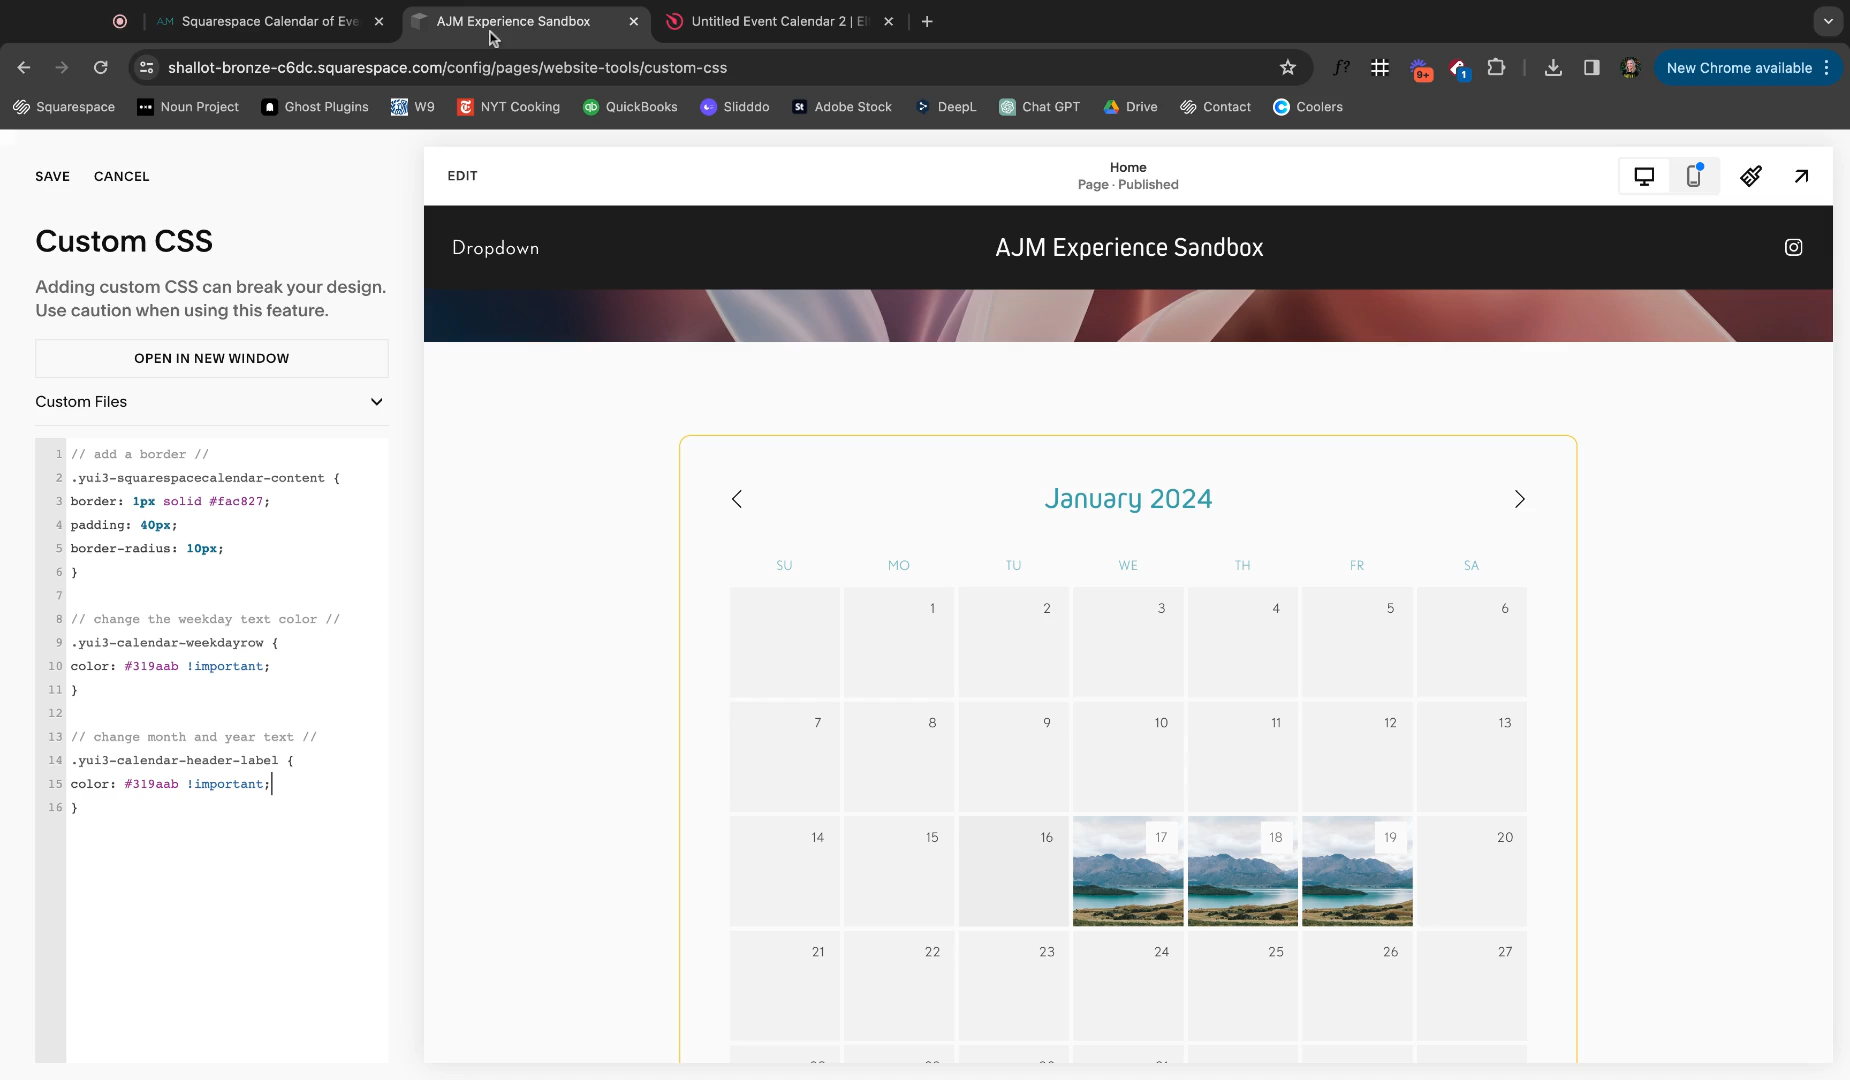 Squarespace Calendar of Eve
AJM Experience Sandbox
Untitled Event Calendar 2 | El
shallot-bronze-c6dc.squarespace.com/config/pages/website-tools/custom-css
f?
9+
1
New Chrome available
Squarespace
Noun Project
Ghost Plugins
W9
NYT Cooking
QuickBooks
Slidddo
Adobe Stock
DeepL
Chat GPT
Drive
Contact
Coolers
SAVE CANCEL
Custom CSS
Adding custom CSS can break your design.
Use caution when using this feature.
OPEN IN NEW WINDOW
Custom Files
1 // add a border //
2 .yui3-squarespacecalendar-content {
3 border: 1px solid #fac827;
4 padding: 40px;
5 border-radius: 10px;
6 }
7
8 // change the weekday text color //
9 .yui3-calendar-weekdayrow {
10 color: #319aab !important;
11 }
12
13 // change month and year text //
14 .yui3-calendar-header-label {
15 color: #319aab !important;
16 }
EDIT
Home
Page · Published
Dropdown
AJM Experience Sandbox
January 2024
SU MO TU WE TH FR SA
1 2 3 4 5 6
7 8 9 10 11 12 13
14 15 16 17 18 19 20
21 22 23 24 25 26 27